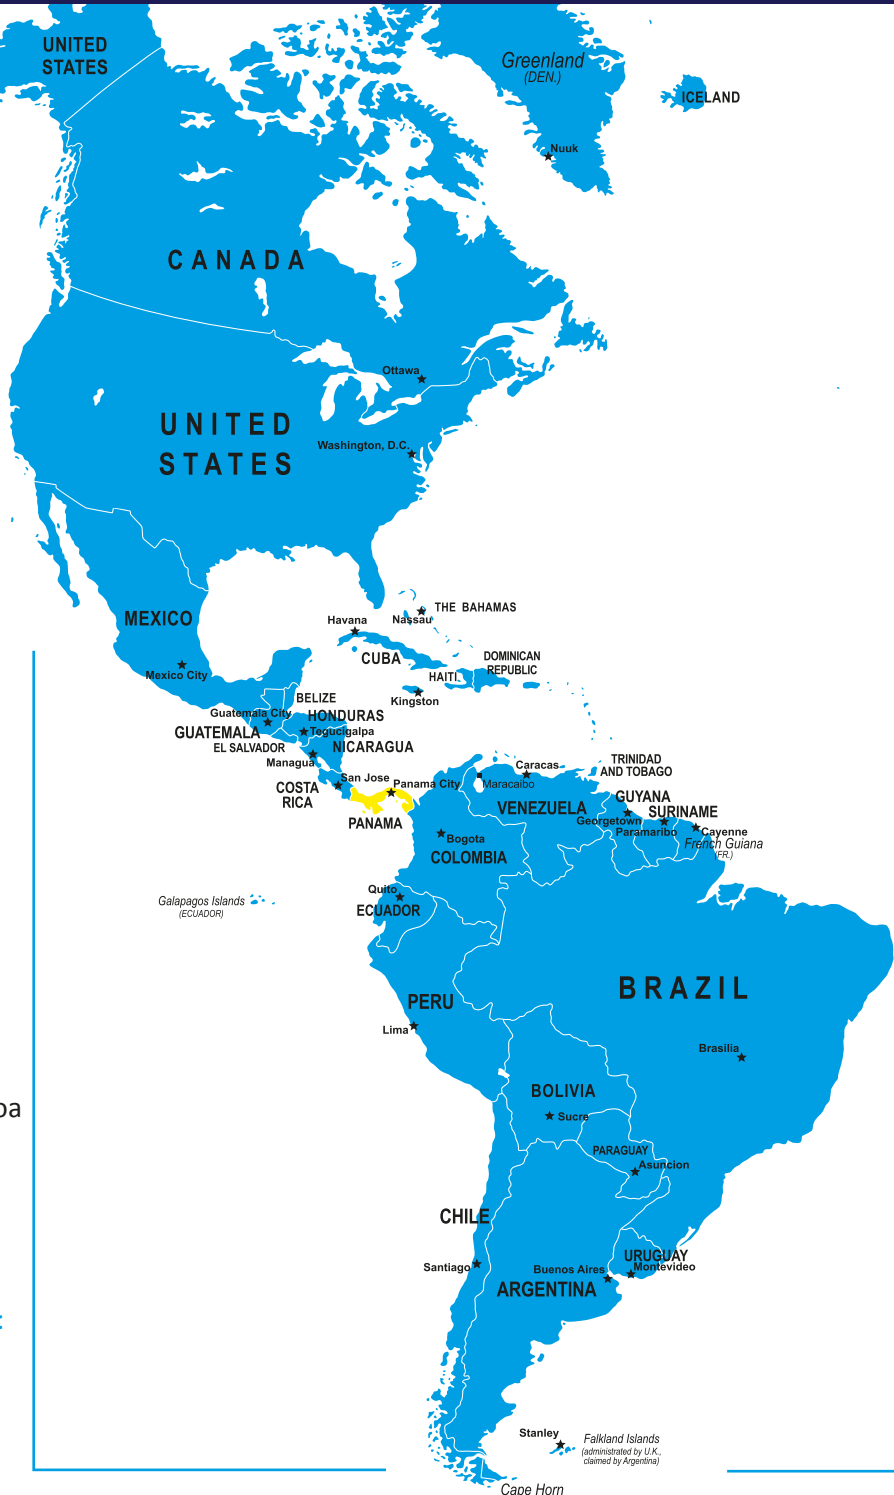 UNITED
STATES
Greenland
(DEN.)
ICELAND
Nuuk
CANADA
Ottawa
UNITED
STATES
Washington, D.C.
MEXICO
Mexico City
Havana
Nassau
THE BAHAMAS
CUBA
DOMINICAN
REPUBLIC
HAITI
Kingston
BELIZE
Guatemala City
HONDURAS
GUATEMALA
Tegucigalpa
EL SALVADOR
NICARAGUA
Managua
San Jose
COSTA
RICA
Panama City
PANAMA
Caracas
Maracaibo
TRINIDAD
AND TOBAGO
VENEZUELA
GUYANA
Georgetown
SURINAME
Paramaribo
Cayenne
French Guiana
(FR.)
Bogota
COLOMBIA
Quito
ECUADOR
Galapagos Islands
(ECUADOR)
PERU
Lima
BRAZIL
Brasilia
BOLIVIA
Sucre
oa
PARAGUAY
Asuncion
CHILE
Santiago
URUGUAY
Montevideo
Buenos Aires
ARGENTINA
Stanley
Falkland Islands
(administrated by U.K.,
claimed by Argentina)
Cape Horn